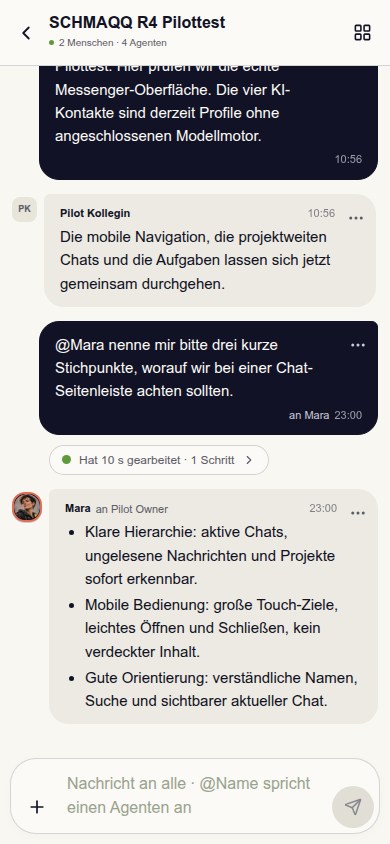 SCHMAQQ R4 Pilottest
2 Menschen · 4 Agenten
Pilottest: Hier prüfen wir die echte
Messenger-Oberfläche. Die vier KI-
Kontakte sind derzeit Profile ohne
angeschlossenen Modellmotor.
10:56
PK
Pilot Kollegin 10:56
Die mobile Navigation, die projektweiten
Chats und die Aufgaben lassen sich jetzt
gemeinsam durchgehen.
@Mara nenne mir bitte drei kurze
Stichpunkte, worauf wir bei einer Chat-
Seitenleiste achten sollten.
an Mara 23:00
Hat 10 s gearbeitet · 1 Schritt
Mara an Pilot Owner 23:00
• Klare Hierarchie: aktive Chats,
ungelesene Nachrichten und Projekte
sofort erkennbar.
• Mobile Bedienung: große Touch-Ziele,
leichtes Öffnen und Schließen, kein
verdeckter Inhalt.
• Gute Orientierung: verständliche Namen,
Suche und sichtbarer aktueller Chat.
Nachricht an alle · @Name spricht
einen Agenten an